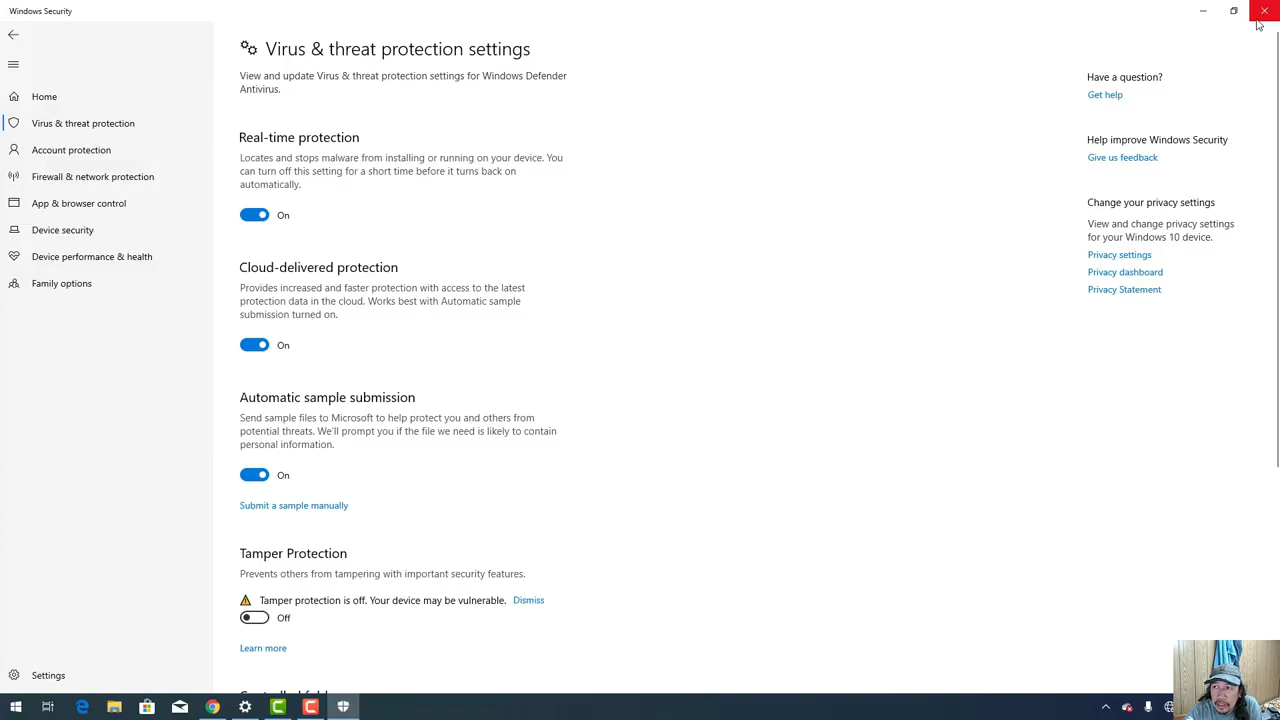 Windows Security
Home
Virus & threat protection
Account protection
Firewall & network protection
App & browser control
Device security
Device performance & health
Family options
Settings
Virus & threat protection settings
View and update Virus & threat protection settings for Windows Defender
Antivirus.
Real-time protection
Locates and stops malware from installing or running on your device. You
can turn off this setting for a short time before it turns back on
automatically.
On
Cloud-delivered protection
Provides increased and faster protection with access to the latest
protection data in the cloud. Works best with Automatic sample
submission turned on.
On
Automatic sample submission
Send sample files to Microsoft to help protect you and others from
potential threats. We'll prompt you if the file we need is likely to contain
personal information.
On
Submit a sample manually
Tamper Protection
Prevents others from tampering with important security features.
Tamper protection is off. Your device may be vulnerable. Dismiss
Off
Learn more
Have a question?
Get help
Help improve Windows Security
Give us feedback
Change your privacy settings
View and change privacy settings
for your Windows 10 device.
Privacy settings
Privacy dashboard
Privacy Statement